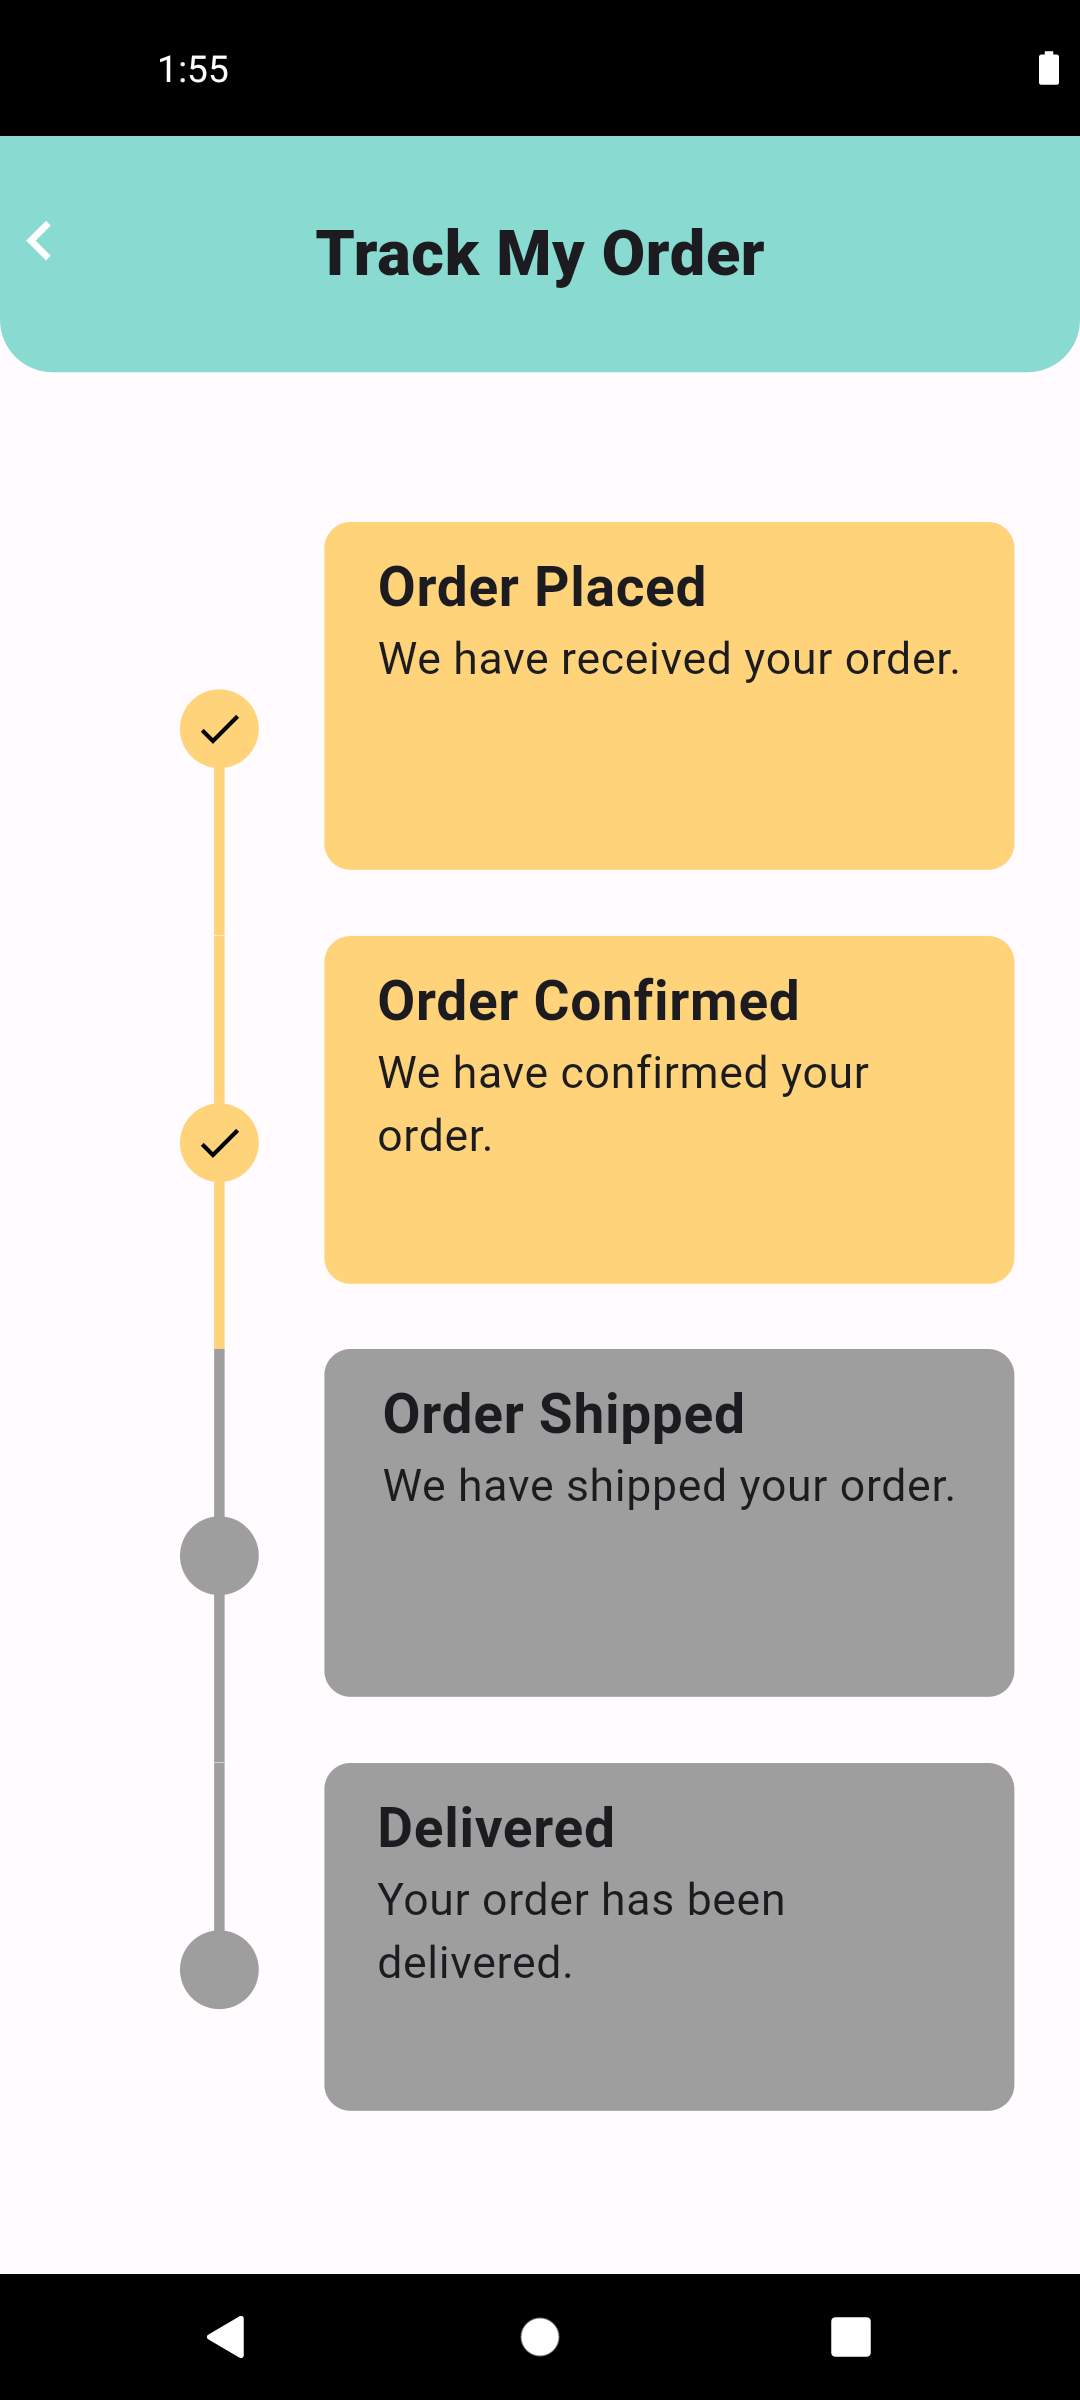 1:55
Track My Order
Order Placed
We have received your order.
Order Confirmed
We have confirmed your
order.
Order Shipped
We have shipped your order.
Delivered
Your order has been
delivered.